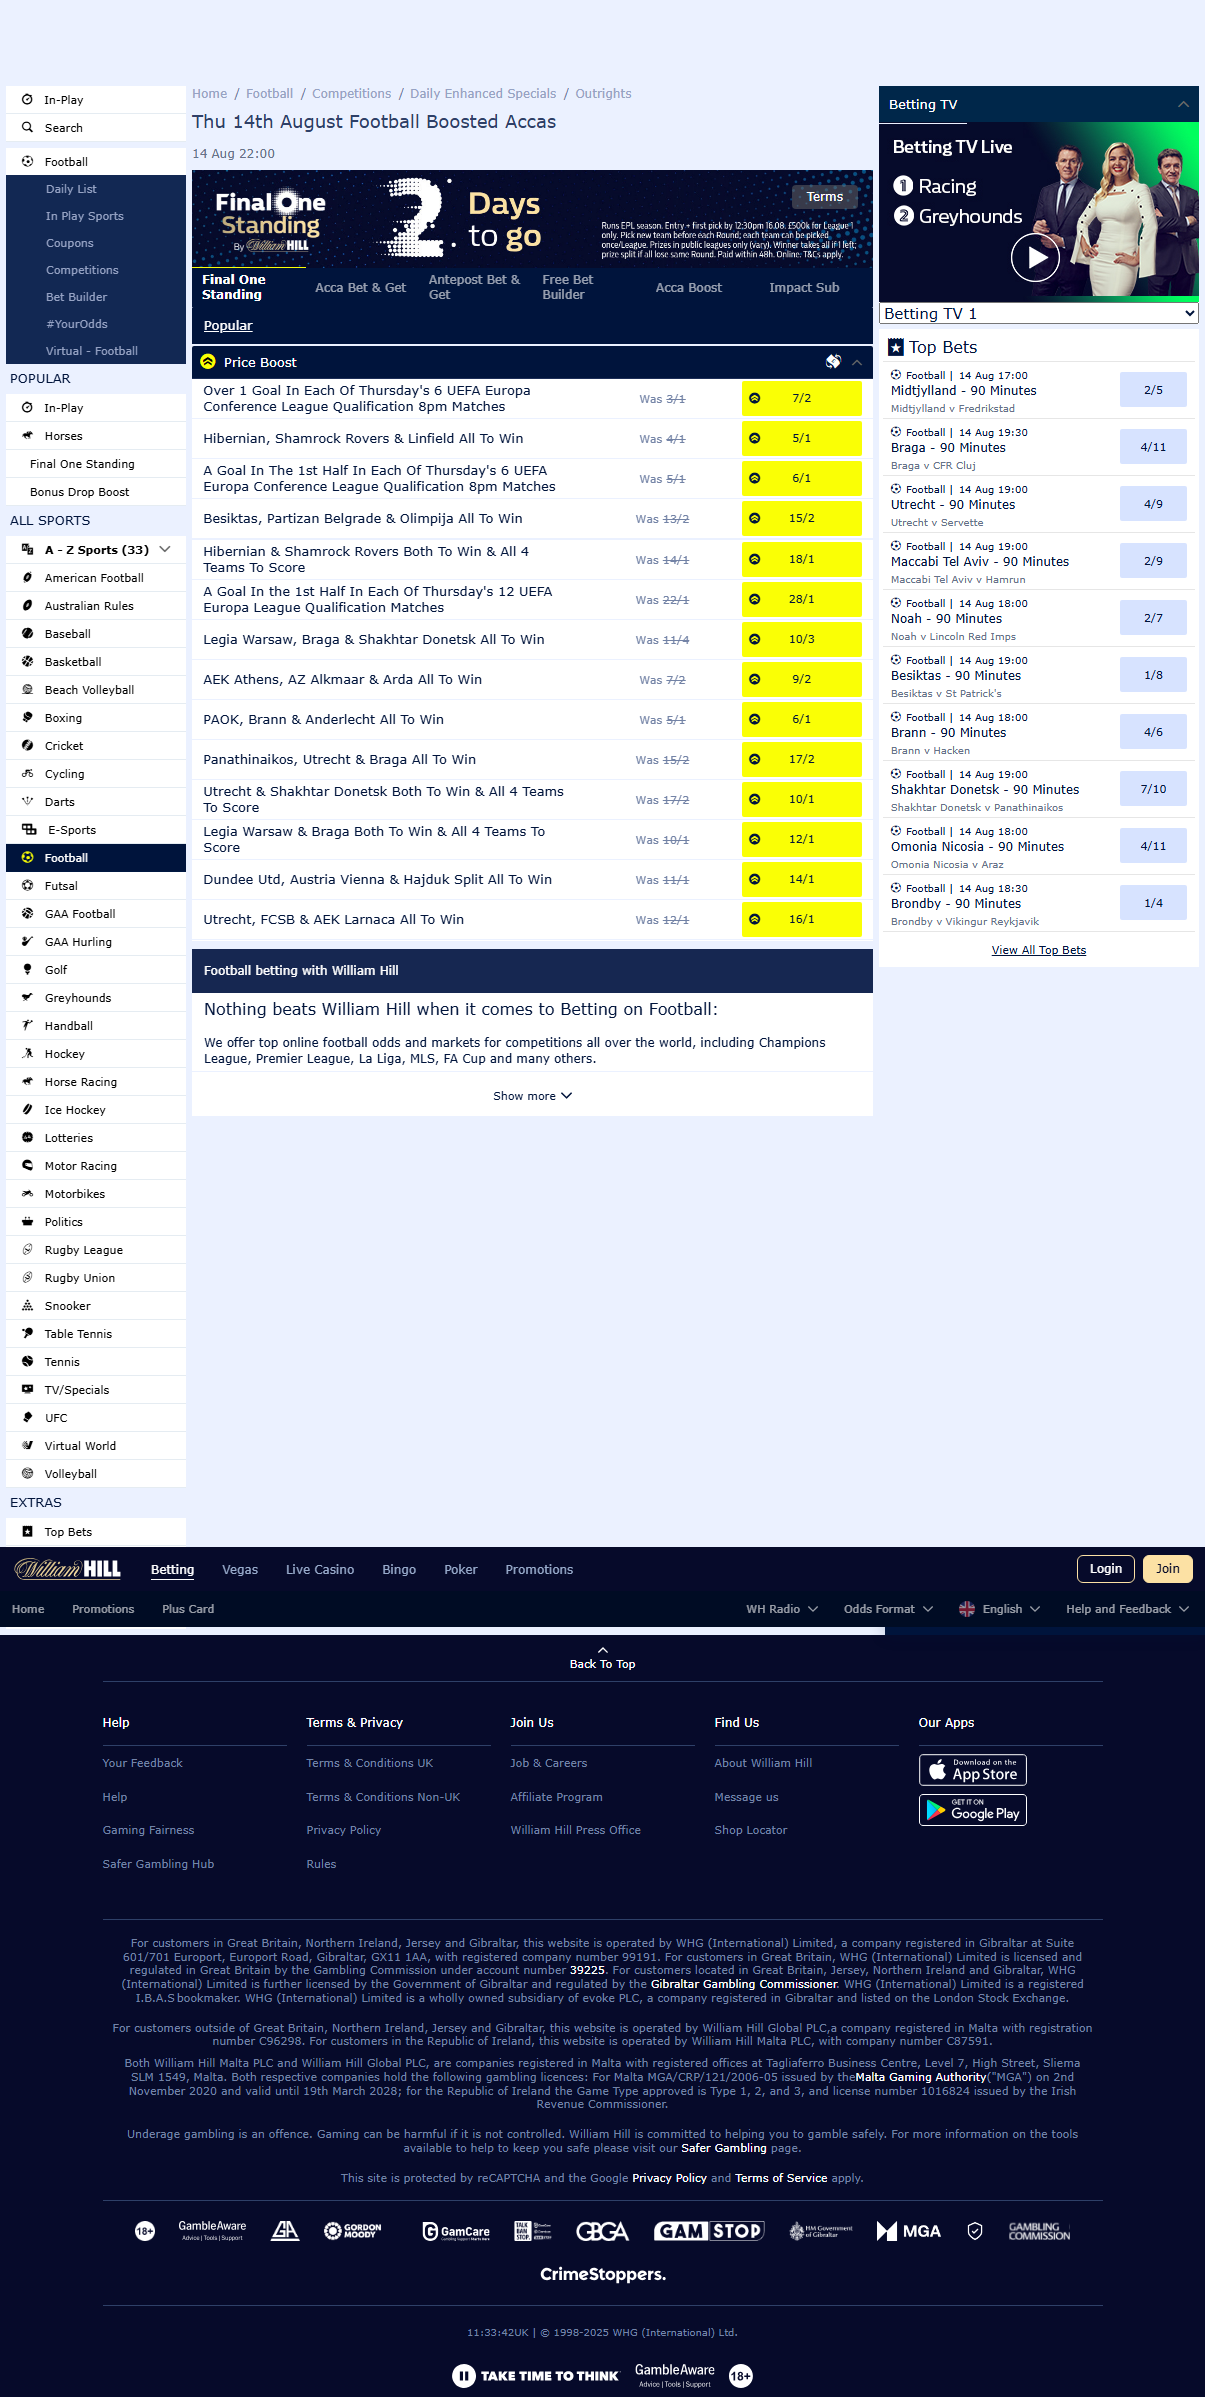 In-Play
Search
Football
Daily List
In Play Sports
Coupons
Competitions
Bet Builder
#YourOdds
Virtual - Football
POPULAR
In-Play
Horses
Final One Standing
Bonus Drop Boost
ALL SPORTS
A - Z Sports (33)
American Football
Australian Rules
Baseball
Basketball
Beach Volleyball
Boxing
Cricket
Cycling
Darts
E-Sports
Football
Futsal
GAA Football
GAA Hurling
Golf
Greyhounds
Handball
Hockey
Horse Racing
Ice Hockey
Lotteries
Motor Racing
Motorbikes
Politics
Rugby League
Rugby Union
Snooker
Table Tennis
Tennis
TV/Specials
UFC
Virtual World
Volleyball
EXTRAS
Top Bets
Home / Football / Competitions / Daily Enhanced Specials / Outrights
Thu 14th August Football Boosted Accas
14 Aug 22:00
Final One
Standing
By William HILL
2 Days
to go
Terms
Runs EPL season. Entry + first pick by 12:30pm 16.08. £500k for League 1
only. Pick new team before each Round; each team can be picked
once/League. Prizes in public leagues only (vary). Winner takes all if 1 left;
prize split if all lose same Round. Paid within 48h. Online. T&Cs apply.
Final One
Standing
Acca Bet & Get
Antepost Bet &
Get
Free Bet
Builder
Acca Boost
Impact Sub
Popular
Price Boost
Over 1 Goal In Each Of Thursday's 6 UEFA Europa
Conference League Qualification 8pm Matches
Was 3/1
7/2
Hibernian, Shamrock Rovers & Linfield All To Win
Was 4/1
5/1
A Goal In The 1st Half In Each Of Thursday's 6 UEFA
Europa Conference League Qualification 8pm Matches
Was 5/1
6/1
Besiktas, Partizan Belgrade & Olimpija All To Win
Was 13/2
15/2
Hibernian & Shamrock Rovers Both To Win & All 4
Teams To Score
Was 14/1
18/1
A Goal In the 1st Half In Each Of Thursday's 12 UEFA
Europa League Qualification Matches
Was 22/1
28/1
Legia Warsaw, Braga & Shakhtar Donetsk All To Win
Was 11/4
10/3
AEK Athens, AZ Alkmaar & Arda All To Win
Was 7/2
9/2
PAOK, Brann & Anderlecht All To Win
Was 5/1
6/1
Panathinaikos, Utrecht & Braga All To Win
Was 15/2
17/2
Utrecht & Shakhtar Donetsk Both To Win & All 4 Teams
To Score
Was 17/2
10/1
Legia Warsaw & Braga Both To Win & All 4 Teams To
Score
Was 10/1
12/1
Dundee Utd, Austria Vienna & Hajduk Split All To Win
Was 11/1
14/1
Utrecht, FCSB & AEK Larnaca All To Win
Was 12/1
16/1
Football betting with William Hill
Nothing beats William Hill when it comes to Betting on Football:
We offer top online football odds and markets for competitions all over the world, including Champions
League, Premier League, La Liga, MLS, FA Cup and many others.
Show more
Betting TV
Betting TV Live
1 Racing
2 Greyhounds
Betting TV 1
Top Bets
Football | 14 Aug 17:00
Midtjylland - 90 Minutes
Midtjylland v Fredrikstad
2/5
Football | 14 Aug 19:30
Braga - 90 Minutes
Braga v CFR Cluj
4/11
Football | 14 Aug 19:00
Utrecht - 90 Minutes
Utrecht v Servette
4/9
Football | 14 Aug 19:00
Maccabi Tel Aviv - 90 Minutes
Maccabi Tel Aviv v Hamrun
2/9
Football | 14 Aug 18:00
Noah - 90 Minutes
Noah v Lincoln Red Imps
2/7
Football | 14 Aug 19:00
Besiktas - 90 Minutes
Besiktas v St Patrick's
1/8
Football | 14 Aug 18:00
Brann - 90 Minutes
Brann v Hacken
4/6
Football | 14 Aug 19:00
Shakhtar Donetsk - 90 Minutes
Shakhtar Donetsk v Panathinaikos
7/10
Football | 14 Aug 18:00
Omonia Nicosia - 90 Minutes
Omonia Nicosia v Araz
4/11
Football | 14 Aug 18:30
Brondby - 90 Minutes
Brondby v Vikingur Reykjavik
1/4
View All Top Bets
William HILL
Betting
Vegas
Live Casino
Bingo
Poker
Promotions
Login
Join
Home
Promotions
Plus Card
WH Radio
Odds Format
English
Help and Feedback
Back To Top
Help
Your Feedback
Help
Gaming Fairness
Safer Gambling Hub
Terms & Privacy
Terms & Conditions UK
Terms & Conditions Non-UK
Privacy Policy
Rules
Join Us
Job & Careers
Affiliate Program
William Hill Press Office
Find Us
About William Hill
Message us
Shop Locator
Our Apps
Download on the
App Store
GET IT ON
Google Play
For customers in Great Britain, Northern Ireland, Jersey and Gibraltar, this website is operated by WHG (International) Limited, a company registered in Gibraltar at Suite
601/701 Europort, Europort Road, Gibraltar, GX11 1AA, with registered company number 99191. For customers in Great Britain, WHG (International) Limited is licensed and
regulated in Great Britain by the Gambling Commission under account number 39225. For customers located in Great Britain, Jersey, Northern Ireland and Gibraltar, WHG
(International) Limited is further licensed by the Government of Gibraltar and regulated by the Gibraltar Gambling Commissioner. WHG (International) Limited is a registered
I.B.A.S bookmaker. WHG (International) Limited is a wholly owned subsidiary of evoke PLC, a company registered in Gibraltar and listed on the London Stock Exchange.
For customers outside of Great Britain, Northern Ireland, Jersey and Gibraltar, this website is operated by William Hill Global PLC,a company registered in Malta with registration
number C96298. For customers in the Republic of Ireland, this website is operated by William Hill Malta PLC, with company number C87591.
Both William Hill Malta PLC and William Hill Global PLC, are companies registered in Malta with registered offices at Tagliaferro Business Centre, Level 7, High Street, Sliema
SLM 1549, Malta. Both respective companies hold the following gambling licences: For Malta MGA/CRP/121/2006-05 issued by theMalta Gaming Authority("MGA") on 2nd
November 2020 and valid until 19th March 2028; for the Republic of Ireland the Game Type approved is Type 1, 2, and 3, and license number 1016824 issued by the Irish
Revenue Commissioner.
Underage gambling is an offence. Gaming can be harmful if it is not controlled. William Hill is committed to helping you to gamble safely. For more information on the tools
available to help to keep you safe please visit our Safer Gambling page.
This site is protected by reCAPTCHA and the Google Privacy Policy and Terms of Service apply.
18+
GambleAware
Advice | Tools | Support
GORDON
MOODY
GamCare
TALK
BAN
STOP
GBGA
GAMSTOP
HM Government
of Gibraltar
MGA
GAMBLING
COMMISSION
CrimeStoppers.
11:33:42UK | © 1998-2025 WHG (International) Ltd.
TAKE TIME TO THINK
GambleAware
Advice | Tools | Support
18+